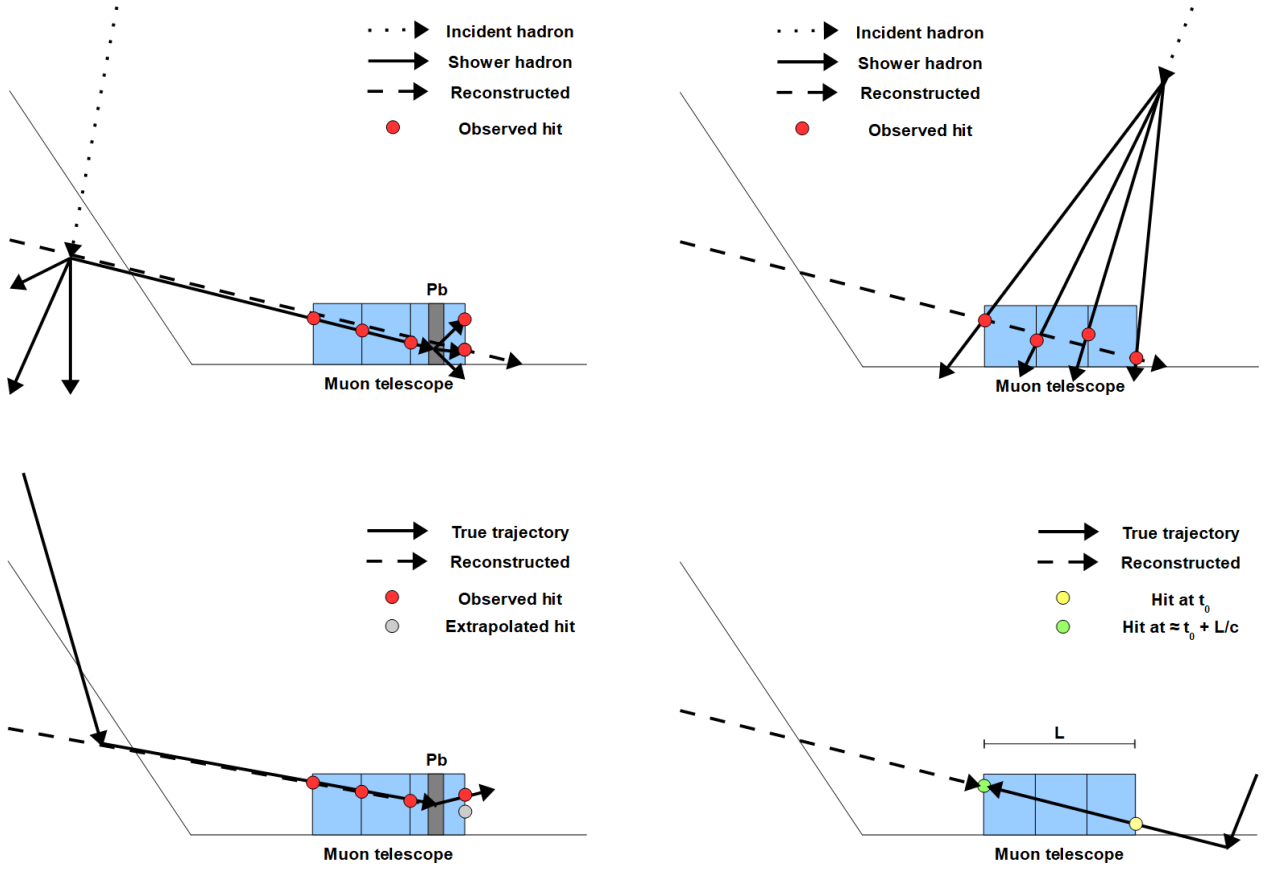 Incident hadron
Shower hadron
Reconstructed
Observed hit
Pb
Muon telescope
Incident hadron
Shower hadron
Reconstructed
Observed hit
Muon telescope
True trajectory
Reconstructed
Observed hit
Extrapolated hit
Pb
Muon telescope
True trajectory
Reconstructed
Hit at t₀
Hit at ≈ t₀ + L/c
L
Muon telescope